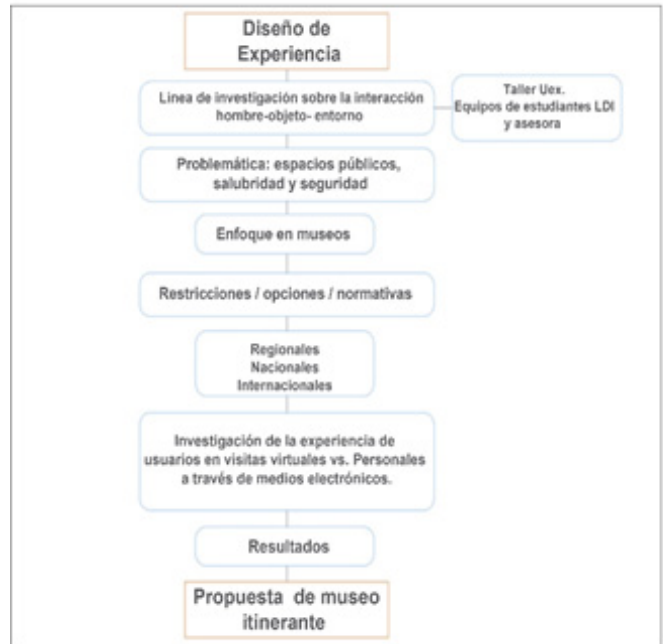 Diseño de
Experiencia
Linea de investigación sobre la interacción
hombre-objeto- entorno
Taller Uex.
Equipos de estudiantes LDI
y asesora
Problemática: espacios públicos,
salubridad y seguridad
Enfoque en museos
Restricciones / opciones / normativas
Regionales
Nacionales
Internacionales
Investigación de la experiencia de
usuarios en visitas virtuales vs. Personales
a través de medios electrónicos.
Resultados
Propuesta de museo
itinerante